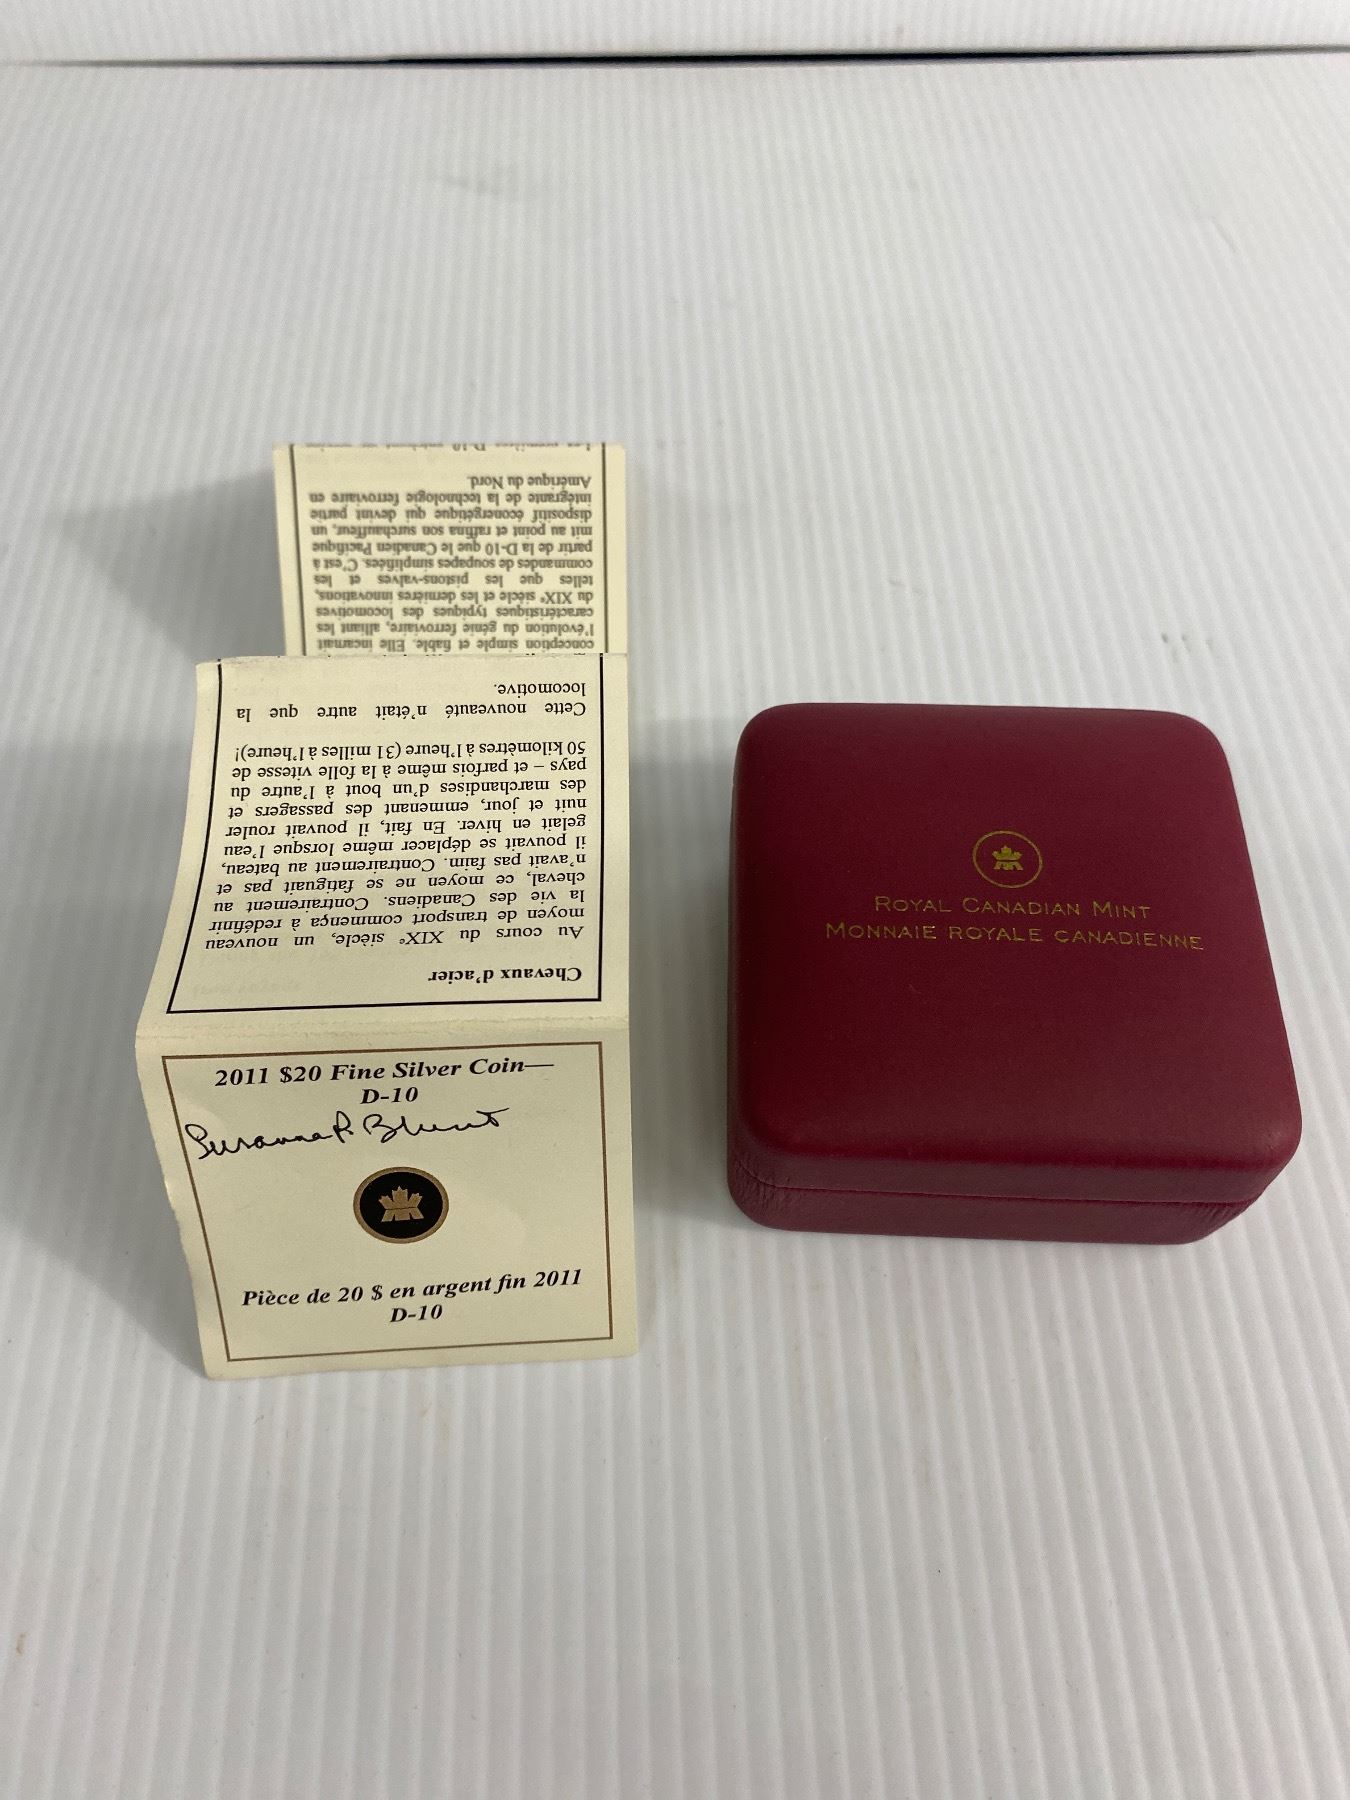 2011 $20 Fine Silver Coin—
D-10
Susanna R Blunt
Pièce de 20 $ en argent fin 2011
D-10
Chevaux d'acier
Au cours du XIXᵉ siècle, un nouveau
moyen de transport commença à redéfinir
la vie des Canadiens. Contrairement au
cheval, ce moyen ne se fatiguait pas et
n'avait pas faim. Contrairement au bateau,
il pouvait se déplacer même lorsque l'eau
gelait en hiver. En fait, il pouvait rouler
nuit et jour, emmenant des passagers et
des marchandises d'un bout à l'autre du
pays – et parfois même à la folle vitesse de
50 kilomètres à l'heure (31 milles à l'heure)!
Cette nouveauté n'était autre que la
locomotive.
conception simple et fiable. Elle incarnait
l'évolution du génie ferroviaire, alliant les
caractéristiques typiques des locomotives
du XIXᵉ siècle et les dernières innovations,
telles que les pistons-valves et les
commandes de soupapes simplifiées. C'est à
partir de la D-10 que le Canadien Pacifique
mit au point et raffina son surchauffeur, un
dispositif éconergétique qui devint partie
intégrante de la technologie ferroviaire en
Amérique du Nord.
Les premières D-10
ROYAL CANADIAN MINT
MONNAIE ROYALE CANADIENNE